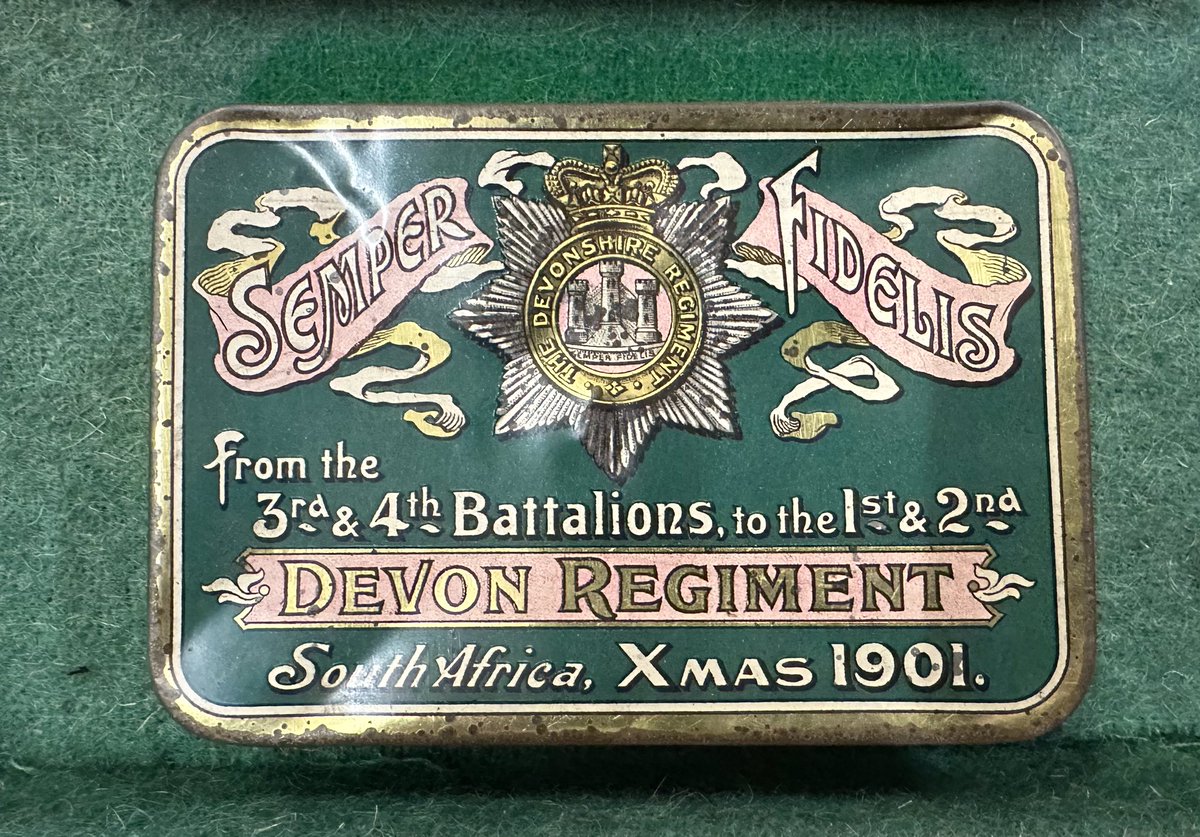 SEMPER FIDELIS
THE DEVONSHIRE REGIMENT
SEMPER FIDELIS
from the
3rd & 4th Battalions, to the 1st & 2nd
DEVON REGIMENT
South Africa, XMAS 1901.